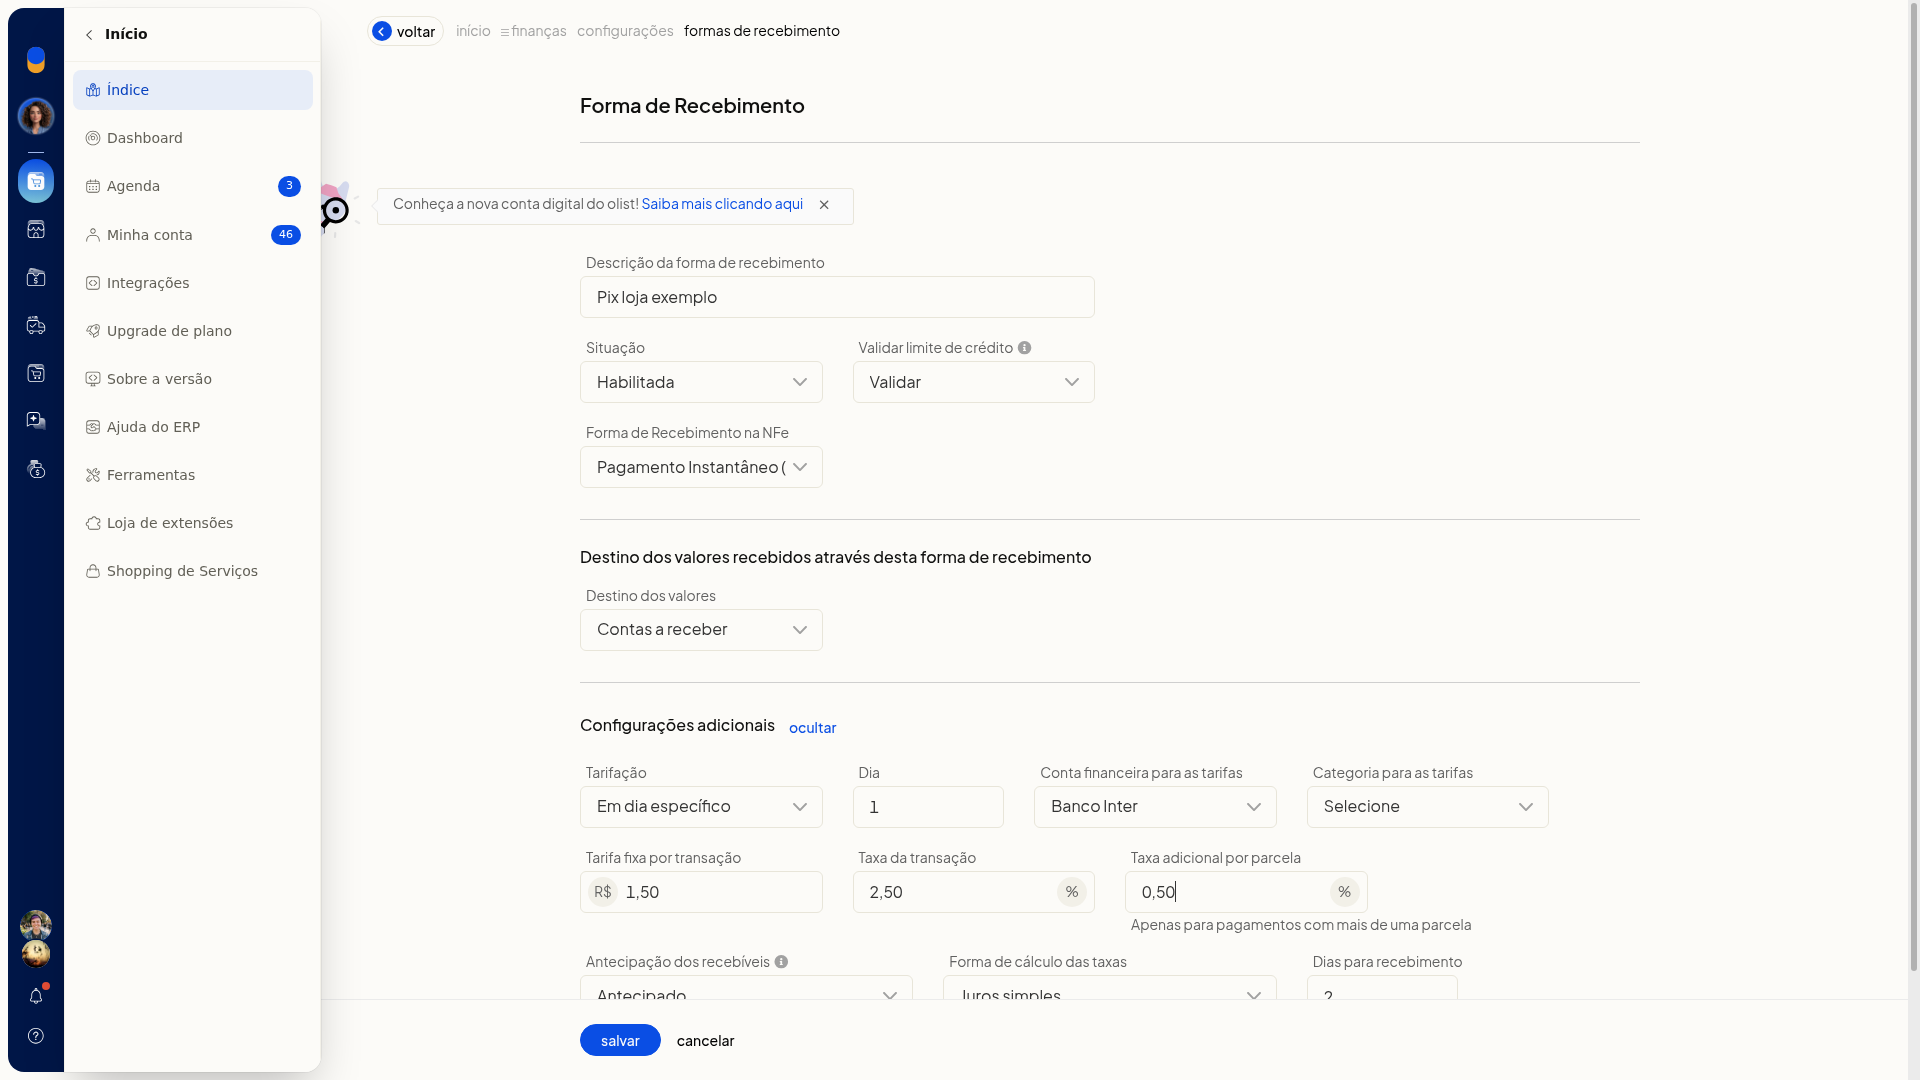 Início
Índice
Dashboard
Agenda
3
Minha conta
46
Integrações
Upgrade de plano
Sobre a versão
Ajuda do ERP
Ferramentas
Loja de extensões
Shopping de Serviços
voltar
início
finanças
configurações
formas de recebimento
Forma de Recebimento
Conheça a nova conta digital do olist! Saiba mais clicando aqui
Descrição da forma de recebimento
Pix loja exemplo
Situação
Validar limite de crédito
Habilitada
Validar
Forma de Recebimento na NFe
Pagamento Instantâneo (
Destino dos valores recebidos através desta forma de recebimento
Destino dos valores
Contas a receber
Configurações adicionais ocultar
Tarifação
Dia
Conta financeira para as tarifas
Categoria para as tarifas
Em dia específico
1
Banco Inter
Selecione
Tarifa fixa por transação
Taxa da transação
Taxa adicional por parcela
R$ 1,50
2,50 %
0,50 %
Apenas para pagamentos com mais de uma parcela
Antecipação dos recebíveis
Forma de cálculo das taxas
Dias para recebimento
Antecipado
Juros simples
2
salvar
cancelar